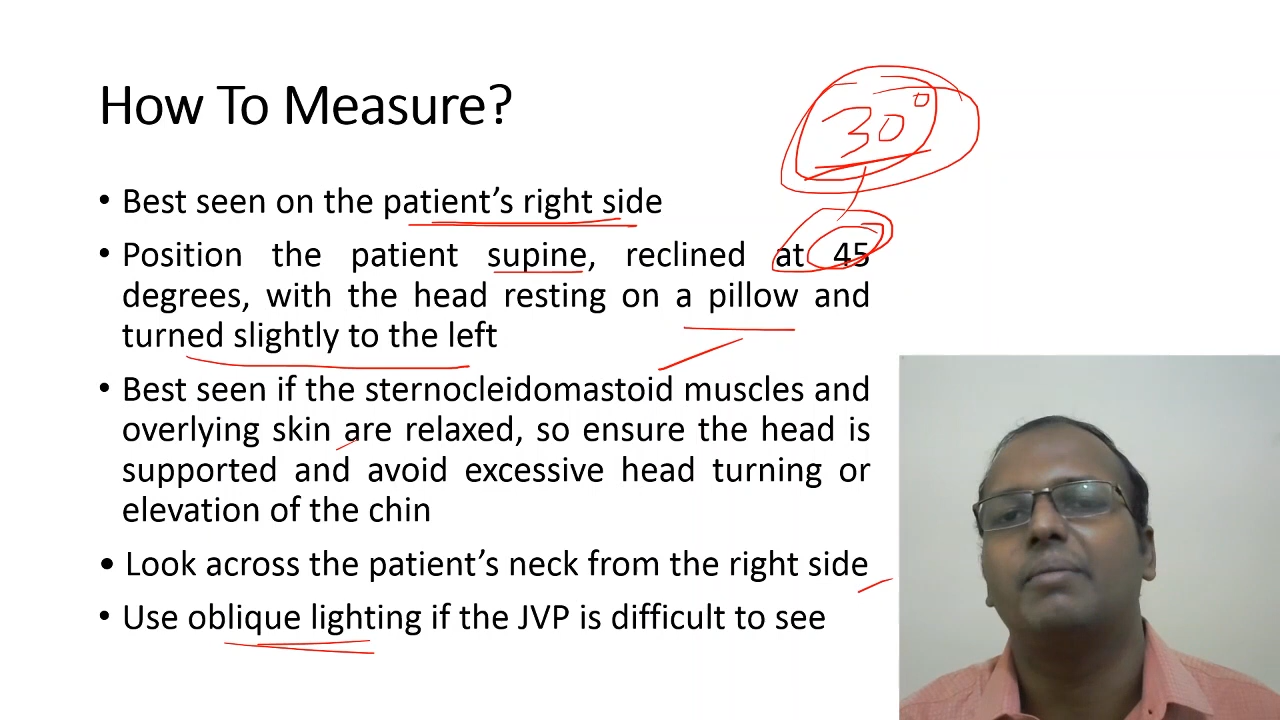 How To Measure?
30°
• Best seen on the patient's right side
• Position the patient supine, reclined at 45
degrees, with the head resting on a pillow and
turned slightly to the left
• Best seen if the sternocleidomastoid muscles and
overlying skin are relaxed, so ensure the head is
supported and avoid excessive head turning or
elevation of the chin
• Look across the patient's neck from the right side
• Use oblique lighting if the JVP is difficult to see